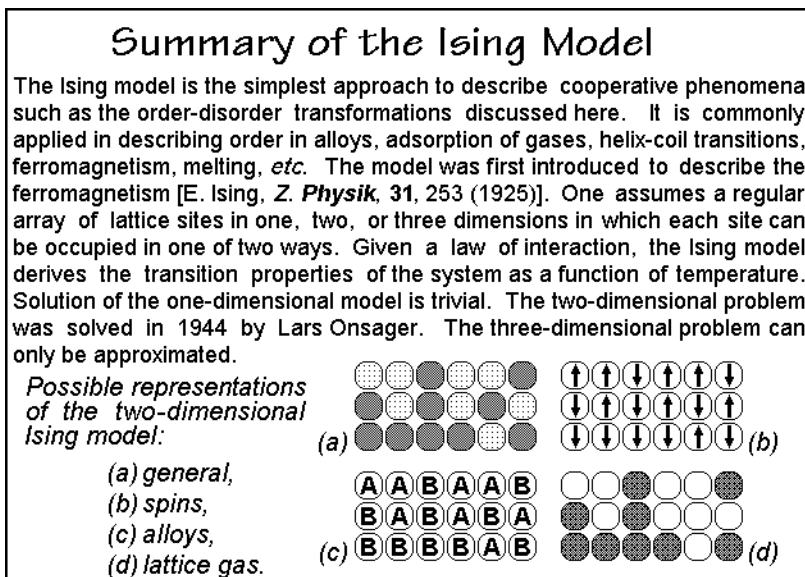 Summary of the Ising Model
The Ising model is the simplest approach to describe cooperative phenomena
such as the order-disorder transformations discussed here. It is commonly
applied in describing order in alloys, adsorption of gases, helix-coil transitions,
ferromagnetism, melting, etc. The model was first introduced to describe the
ferromagnetism [E. Ising, Z. Physik, 31, 253 (1925)]. One assumes a regular
array of lattice sites in one, two, or three dimensions in which each site can
be occupied in one of two ways. Given a law of interaction, the Ising model
derives the transition properties of the system as a function of temperature.
Solution of the one-dimensional model is trivial. The two-dimensional problem
was solved in 1944 by Lars Onsager. The three-dimensional problem can
only be approximated.
Possible representations
of the two-dimensional
Ising model:
(a) general,
(b) spins,
(c) alloys,
(d) lattice gas.
(a)
(b)
A A B A A B
B A B A B A
(c) B B B B A B
(d)